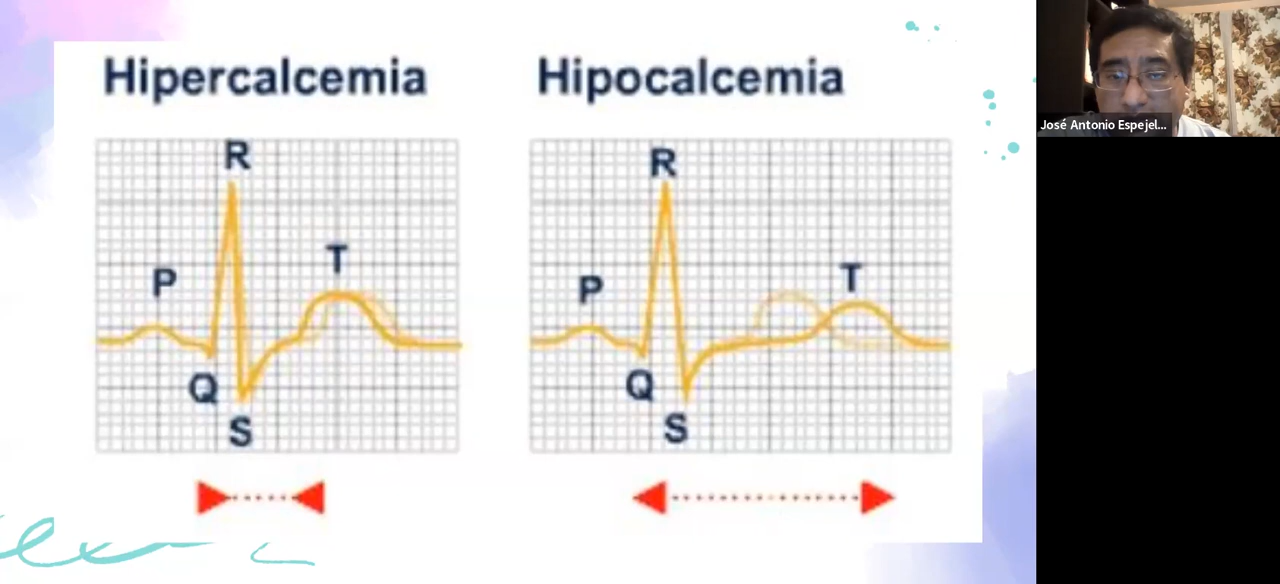 Hipercalcemia
R
T
P
Q
S
Hipocalcemia
R
T
P
Q
S
José Antonio Espejel...